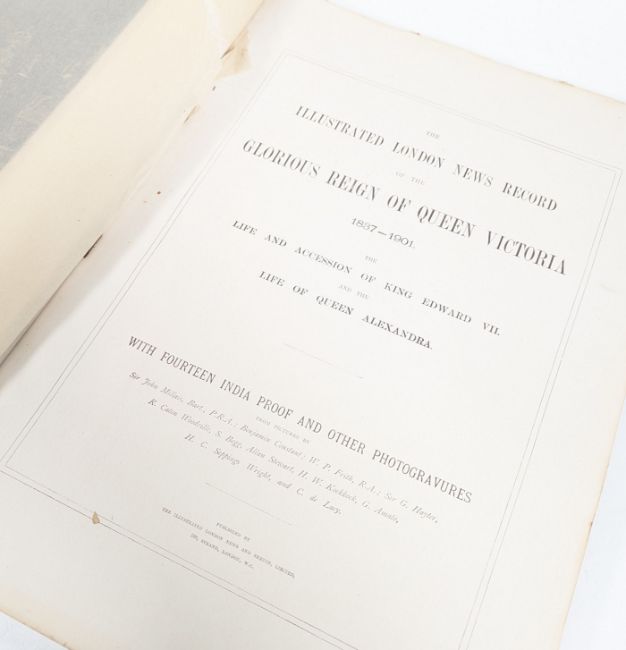 THE
ILLUSTRATED LONDON NEWS RECORD
OF THE
GLORIOUS REIGN OF QUEEN VICTORIA
1837—1901.
THE
LIFE AND ACCESSION OF KING EDWARD VII.
AND THE
LIFE OF QUEEN ALEXANDRA.
WITH FOURTEEN INDIA PROOF AND OTHER PHOTOGRAVURES
FROM PICTURES BY
Sir John Millais, Bart., P.R.A.; Benjamin Constant; W. P. Frith, R.A.; Sir G. Hayter,
R. Caton Woodville, S. Begg, Allan Stewart, H. W. Koekkoek, G. Amato,
H. C. Seppings Wright, and C. de Lacy.
PUBLISHED BY
THE ILLUSTRATED LONDON NEWS AND SKETCH, LIMITED,
198, STRAND, LONDON, W.C.